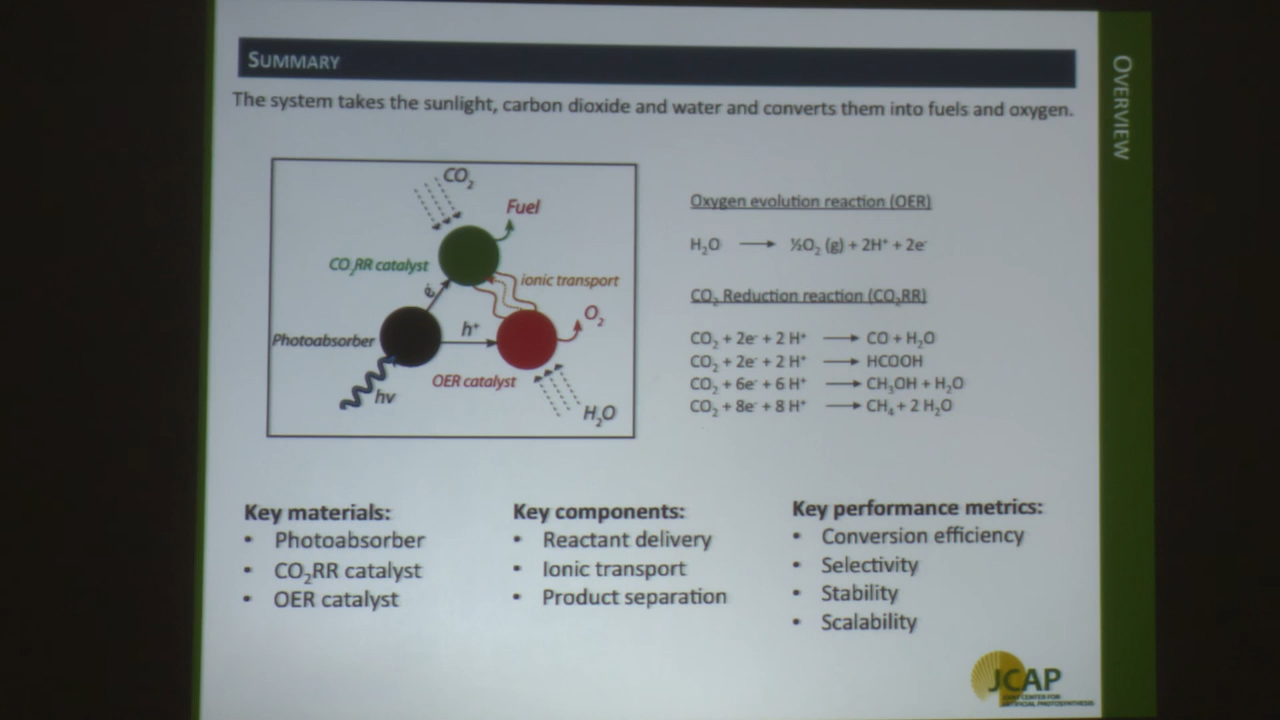 SUMMARY
OVERVIEW
The system takes the sunlight, carbon dioxide and water and converts them into fuels and oxygen.
CO₂
Fuel
CO₂RR catalyst
ionic transport
e⁻
O₂
h⁺
Photoabsorber
OER catalyst
hν
H₂O
Oxygen evolution reaction (OER)
H₂O → ½O₂ (g) + 2H⁺ + 2e⁻
CO₂ Reduction reaction (CO₂RR)
CO₂ + 2e⁻ + 2 H⁺ → CO + H₂O
CO₂ + 2e⁻ + 2 H⁺ → HCOOH
CO₂ + 6e⁻ + 6 H⁺ → CH₃OH + H₂O
CO₂ + 8e⁻ + 8 H⁺ → CH₄ + 2 H₂O
Key materials:
• Photoabsorber
• CO₂RR catalyst
• OER catalyst
Key components:
• Reactant delivery
• Ionic transport
• Product separation
Key performance metrics:
• Conversion efficiency
• Selectivity
• Stability
• Scalability
JCAP
JOINT CENTER FOR
ARTIFICIAL PHOTOSYNTHESIS